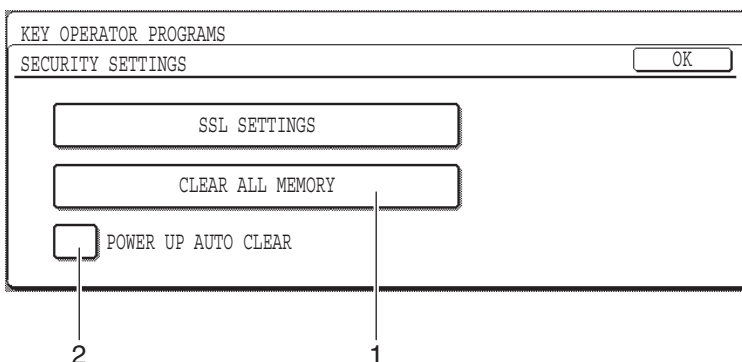 KEY OPERATOR PROGRAMS
SECURITY SETTINGS OK
SSL SETTINGS
CLEAR ALL MEMORY
POWER UP AUTO CLEAR
2 1